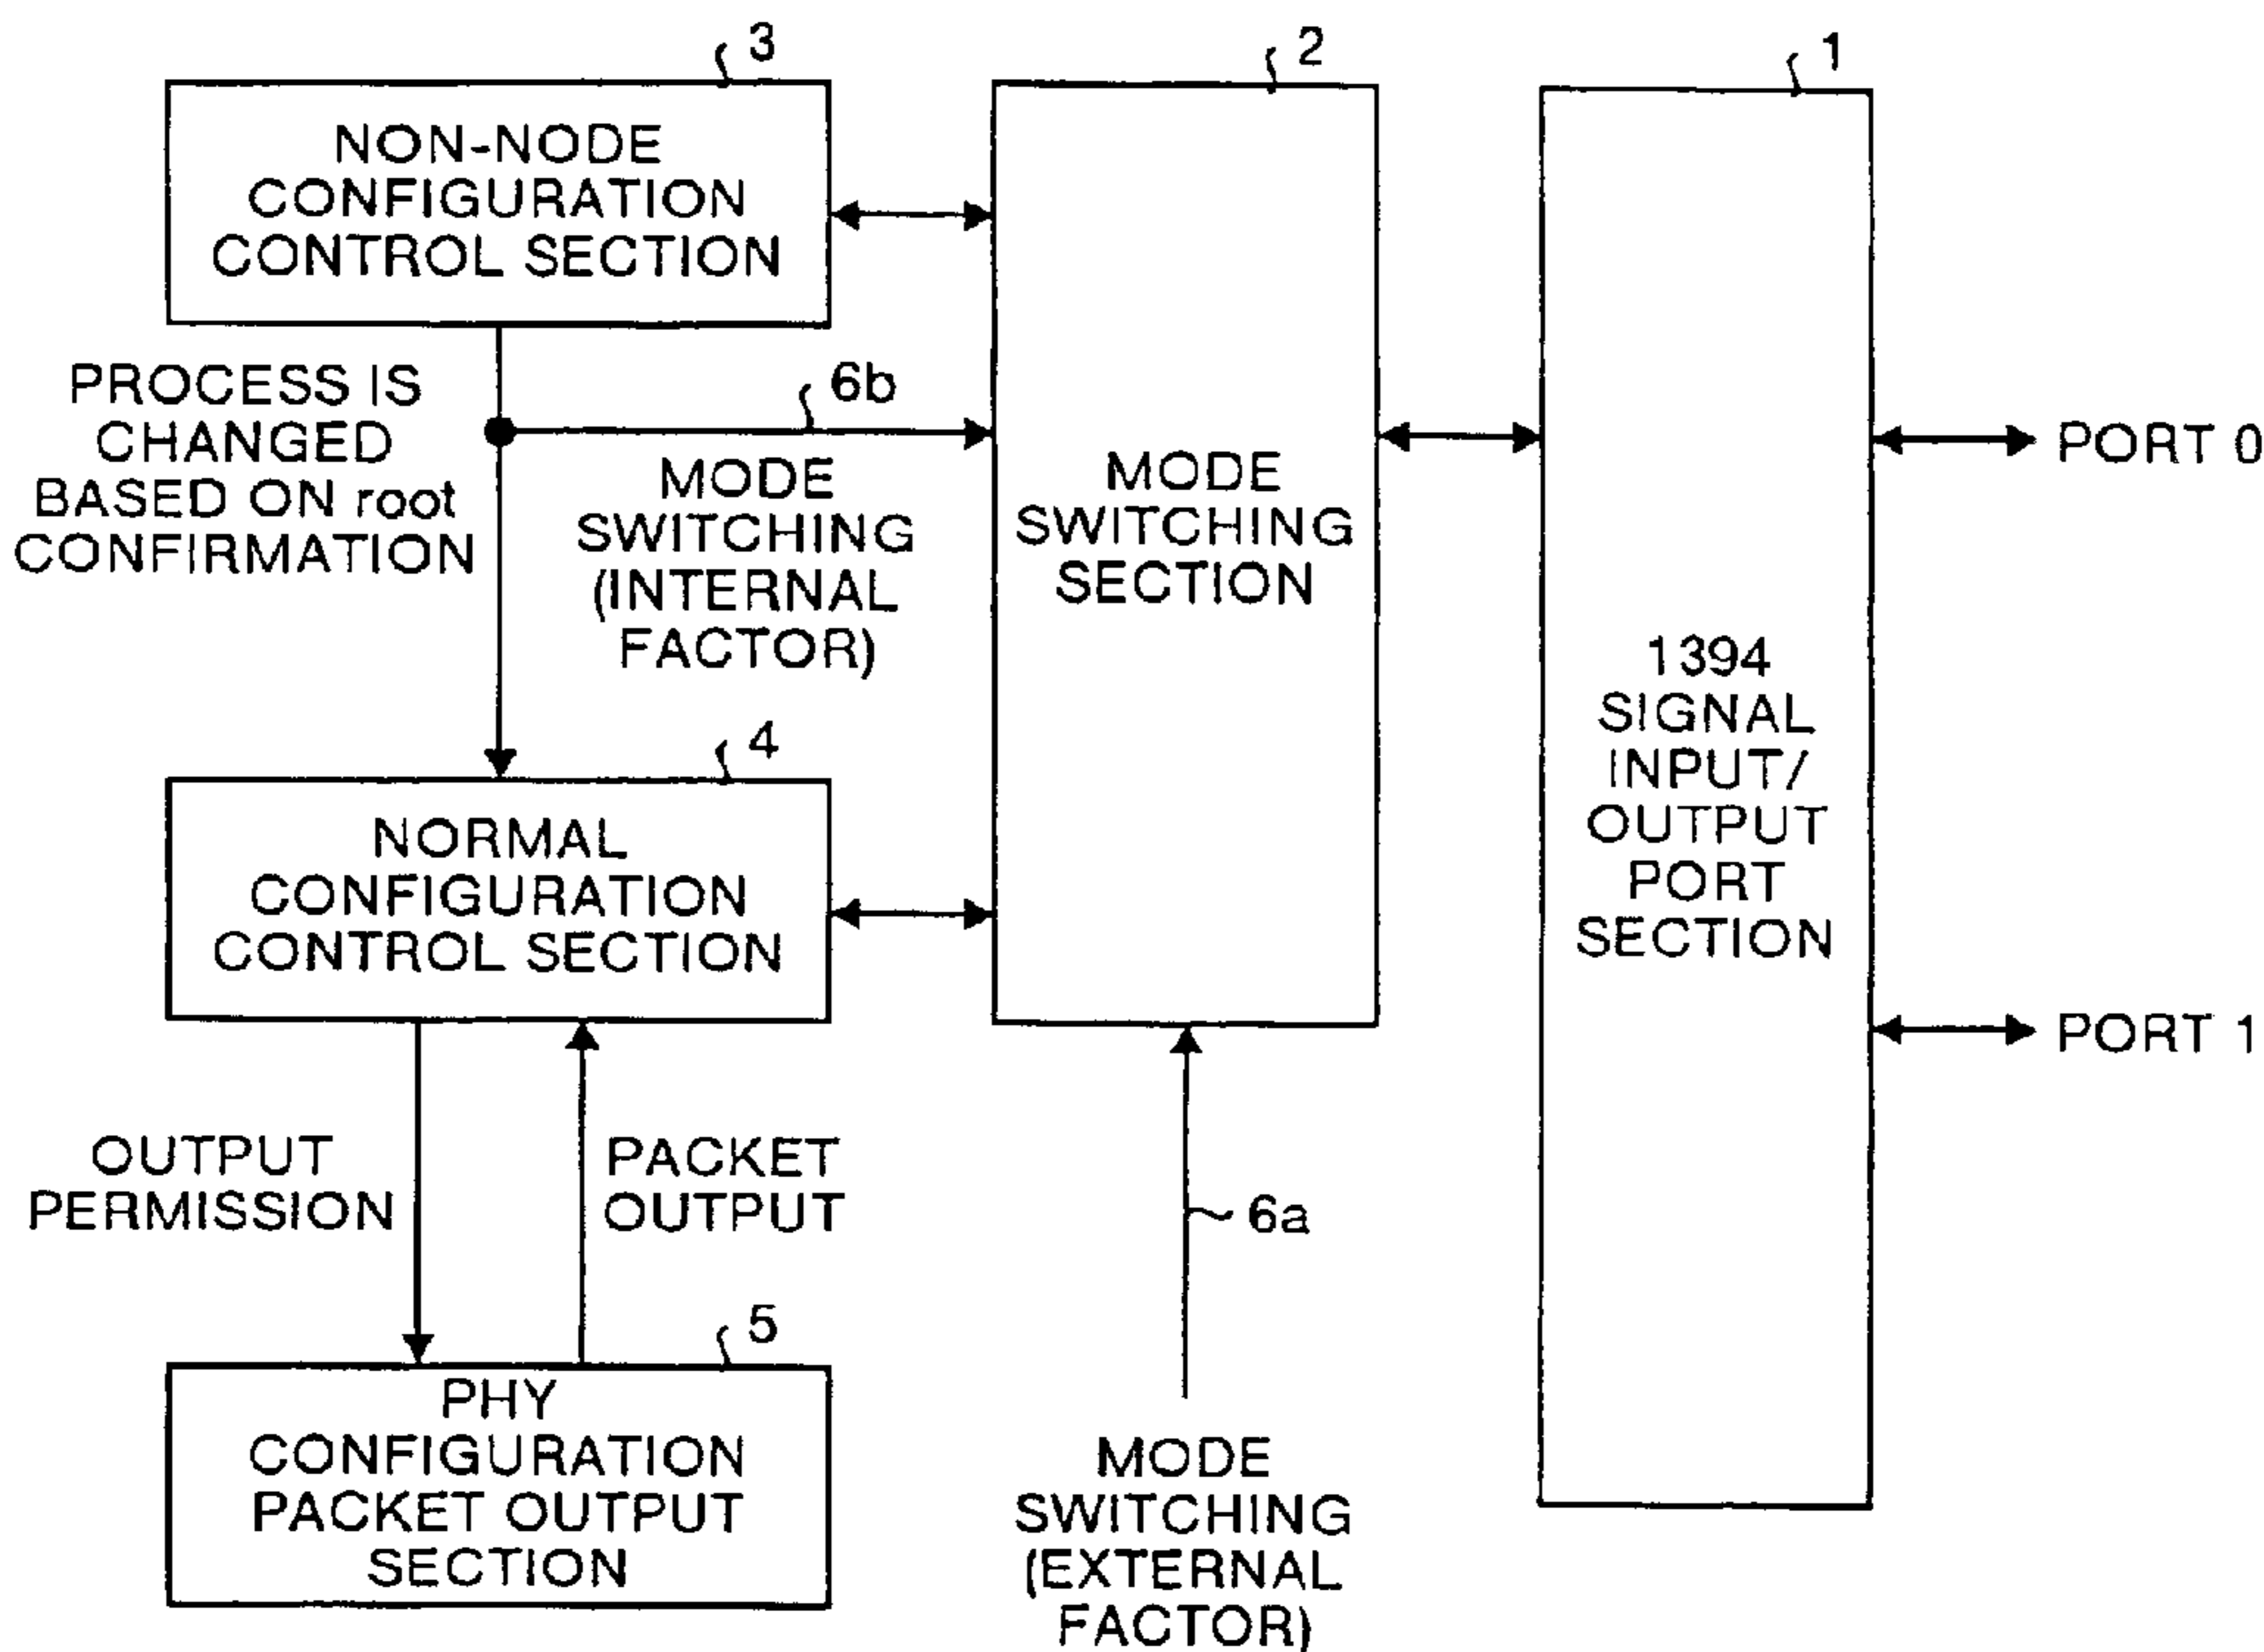 3
NON-NODE
CONFIGURATION
CONTROL SECTION
2
MODE
SWITCHING
SECTION
1
1394
SIGNAL
INPUT/
OUTPUT
PORT
SECTION
PROCESS IS
CHANGED
BASED ON root
CONFIRMATION
6b
MODE
SWITCHING
(INTERNAL
FACTOR)
PORT 0
PORT 1
4
NORMAL
CONFIGURATION
CONTROL SECTION
OUTPUT
PERMISSION
PACKET
OUTPUT
6a
5
PHY
CONFIGURATION
PACKET OUTPUT
SECTION
MODE
SWITCHING
(EXTERNAL
FACTOR)